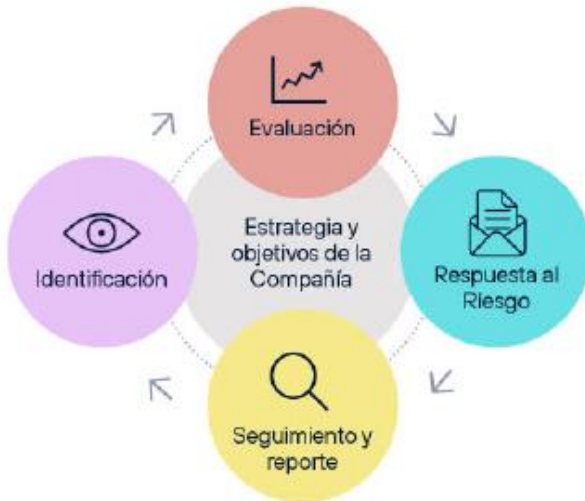 Evaluación
Estrategia y
objetivos de la
Compañía
Identificación
Respuesta al
Riesgo
Seguimiento y
reporte